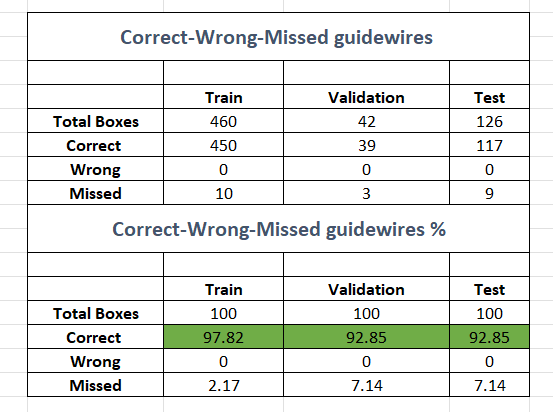 Correct-Wrong-Missed guidewires
Train Validation Test
Total Boxes 460 42 126
Correct 450 39 117
Wrong 0 0 0
Missed 10 3 9
Correct-Wrong-Missed guidewires %
Train Validation Test
Total Boxes 100 100 100
Correct 97.82 92.85 92.85
Wrong 0 0 0
Missed 2.17 7.14 7.14